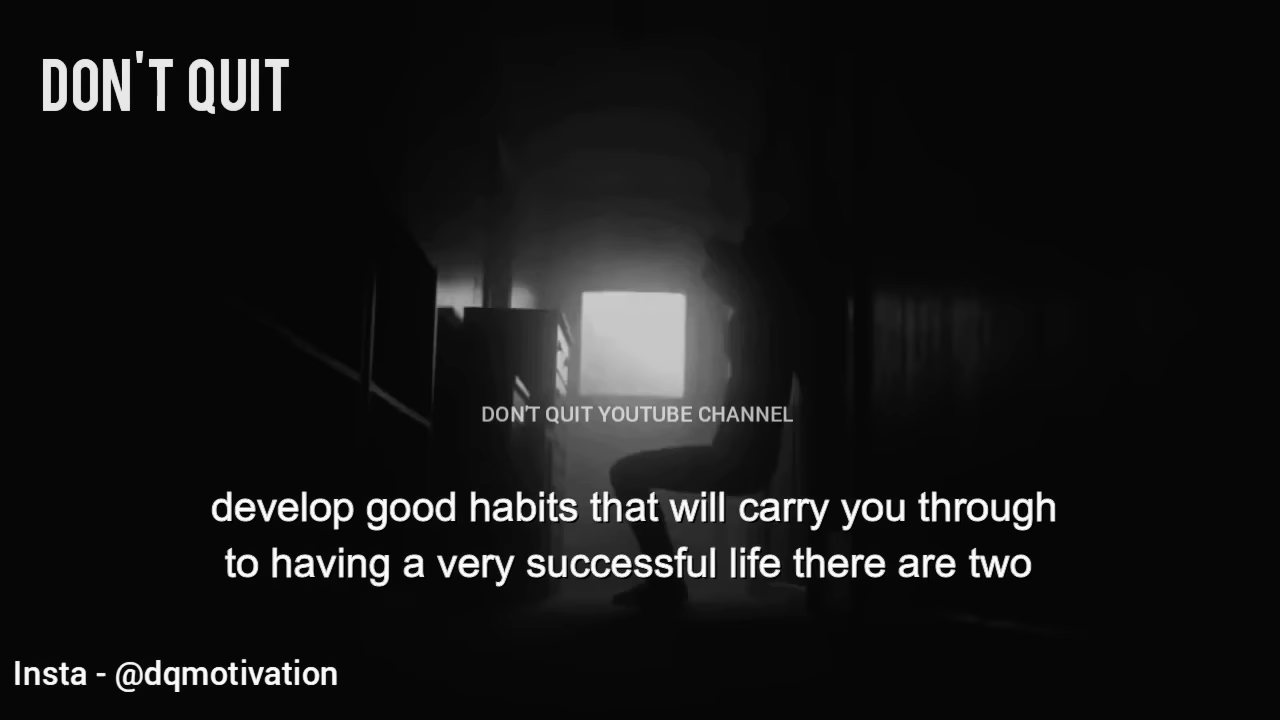 DON'T QUIT
DON'T QUIT YOUTUBE CHANNEL
develop good habits that will carry you through
to having a very successful life there are two
Insta - @dqmotivation